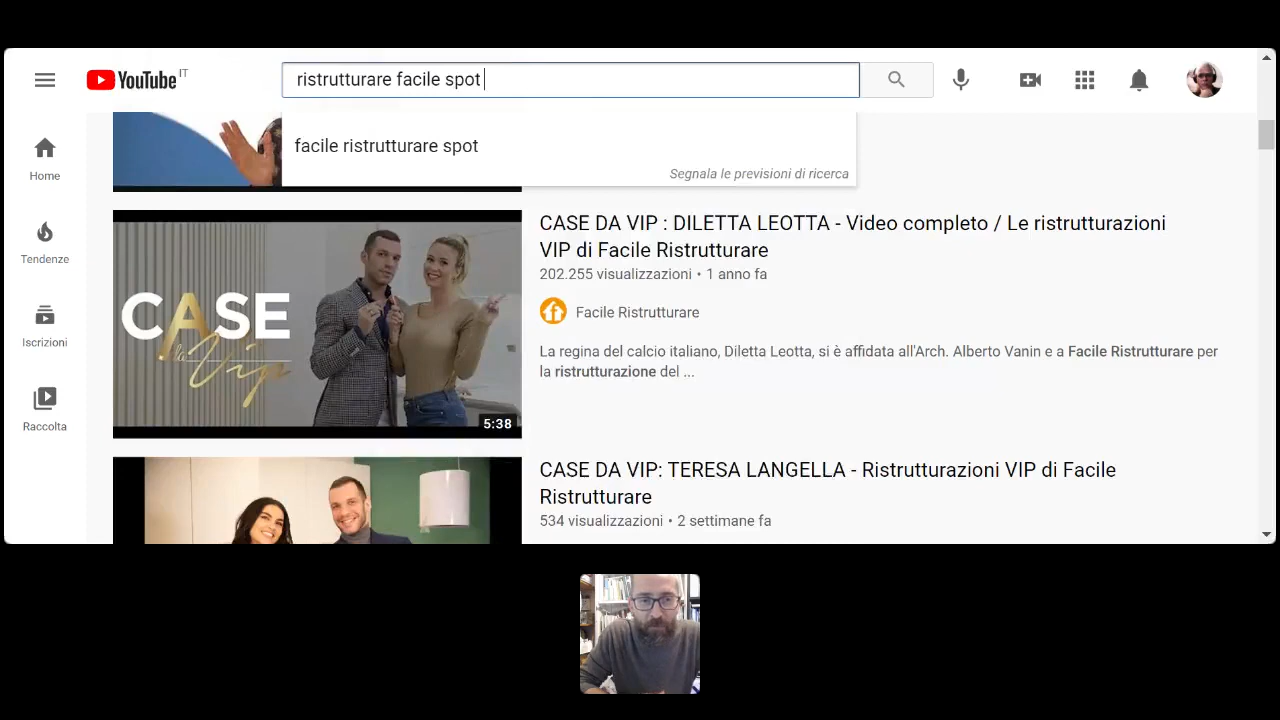 YouTube IT
ristrutturare facile spot
facile ristrutturare spot
Segnala le previsioni di ricerca
Home
Tendenze
Iscrizioni
Raccolta
CASE
da Vip
5:38
CASE DA VIP : DILETTA LEOTTA - Video completo / Le ristrutturazioni
VIP di Facile Ristrutturare
202.255 visualizzazioni • 1 anno fa
Facile Ristrutturare
La regina del calcio italiano, Diletta Leotta, si è affidata all'Arch. Alberto Vanin e a Facile Ristrutturare per
la ristrutturazione del ...
CASE DA VIP: TERESA LANGELLA - Ristrutturazioni VIP di Facile
Ristrutturare
534 visualizzazioni • 2 settimane fa